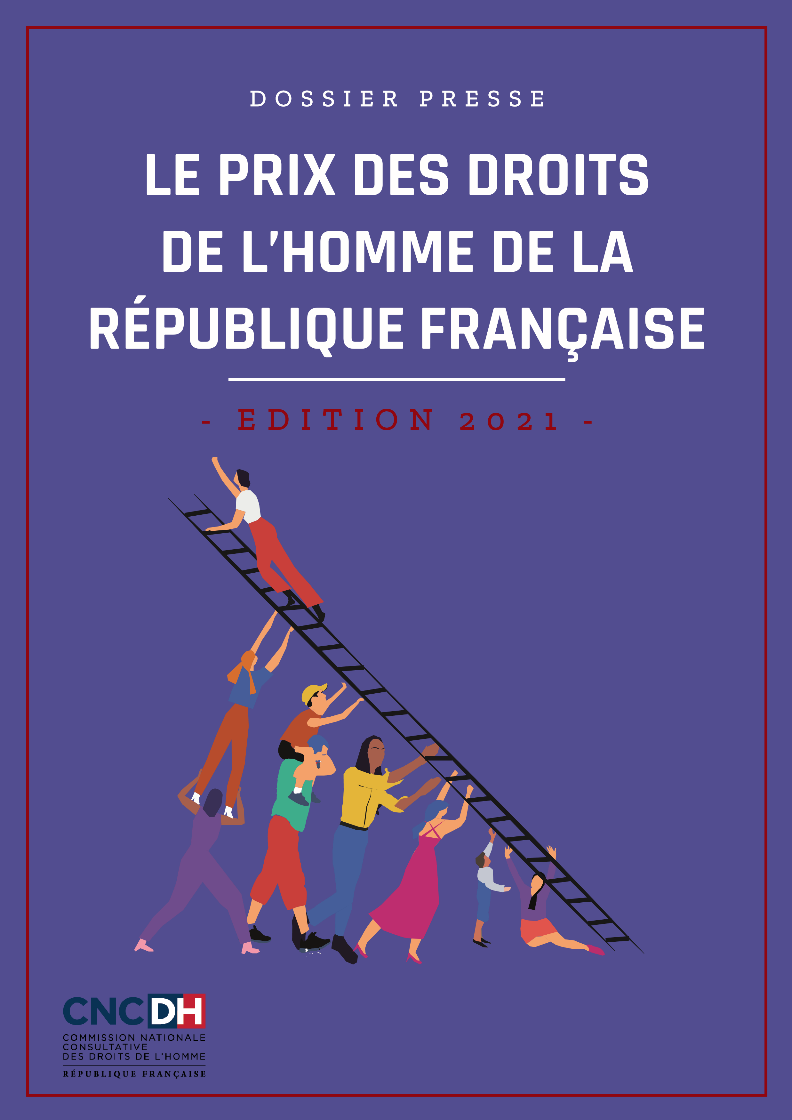 DOSSIER PRESSE
LE PRIX DES DROITS
DE L'HOMME DE LA
RÉPUBLIQUE FRANÇAISE
- EDITION 2021 -
CNCDH
COMMISSION NATIONALE
CONSULTATIVE
DES DROITS DE L'HOMME
RÉPUBLIQUE FRANÇAISE